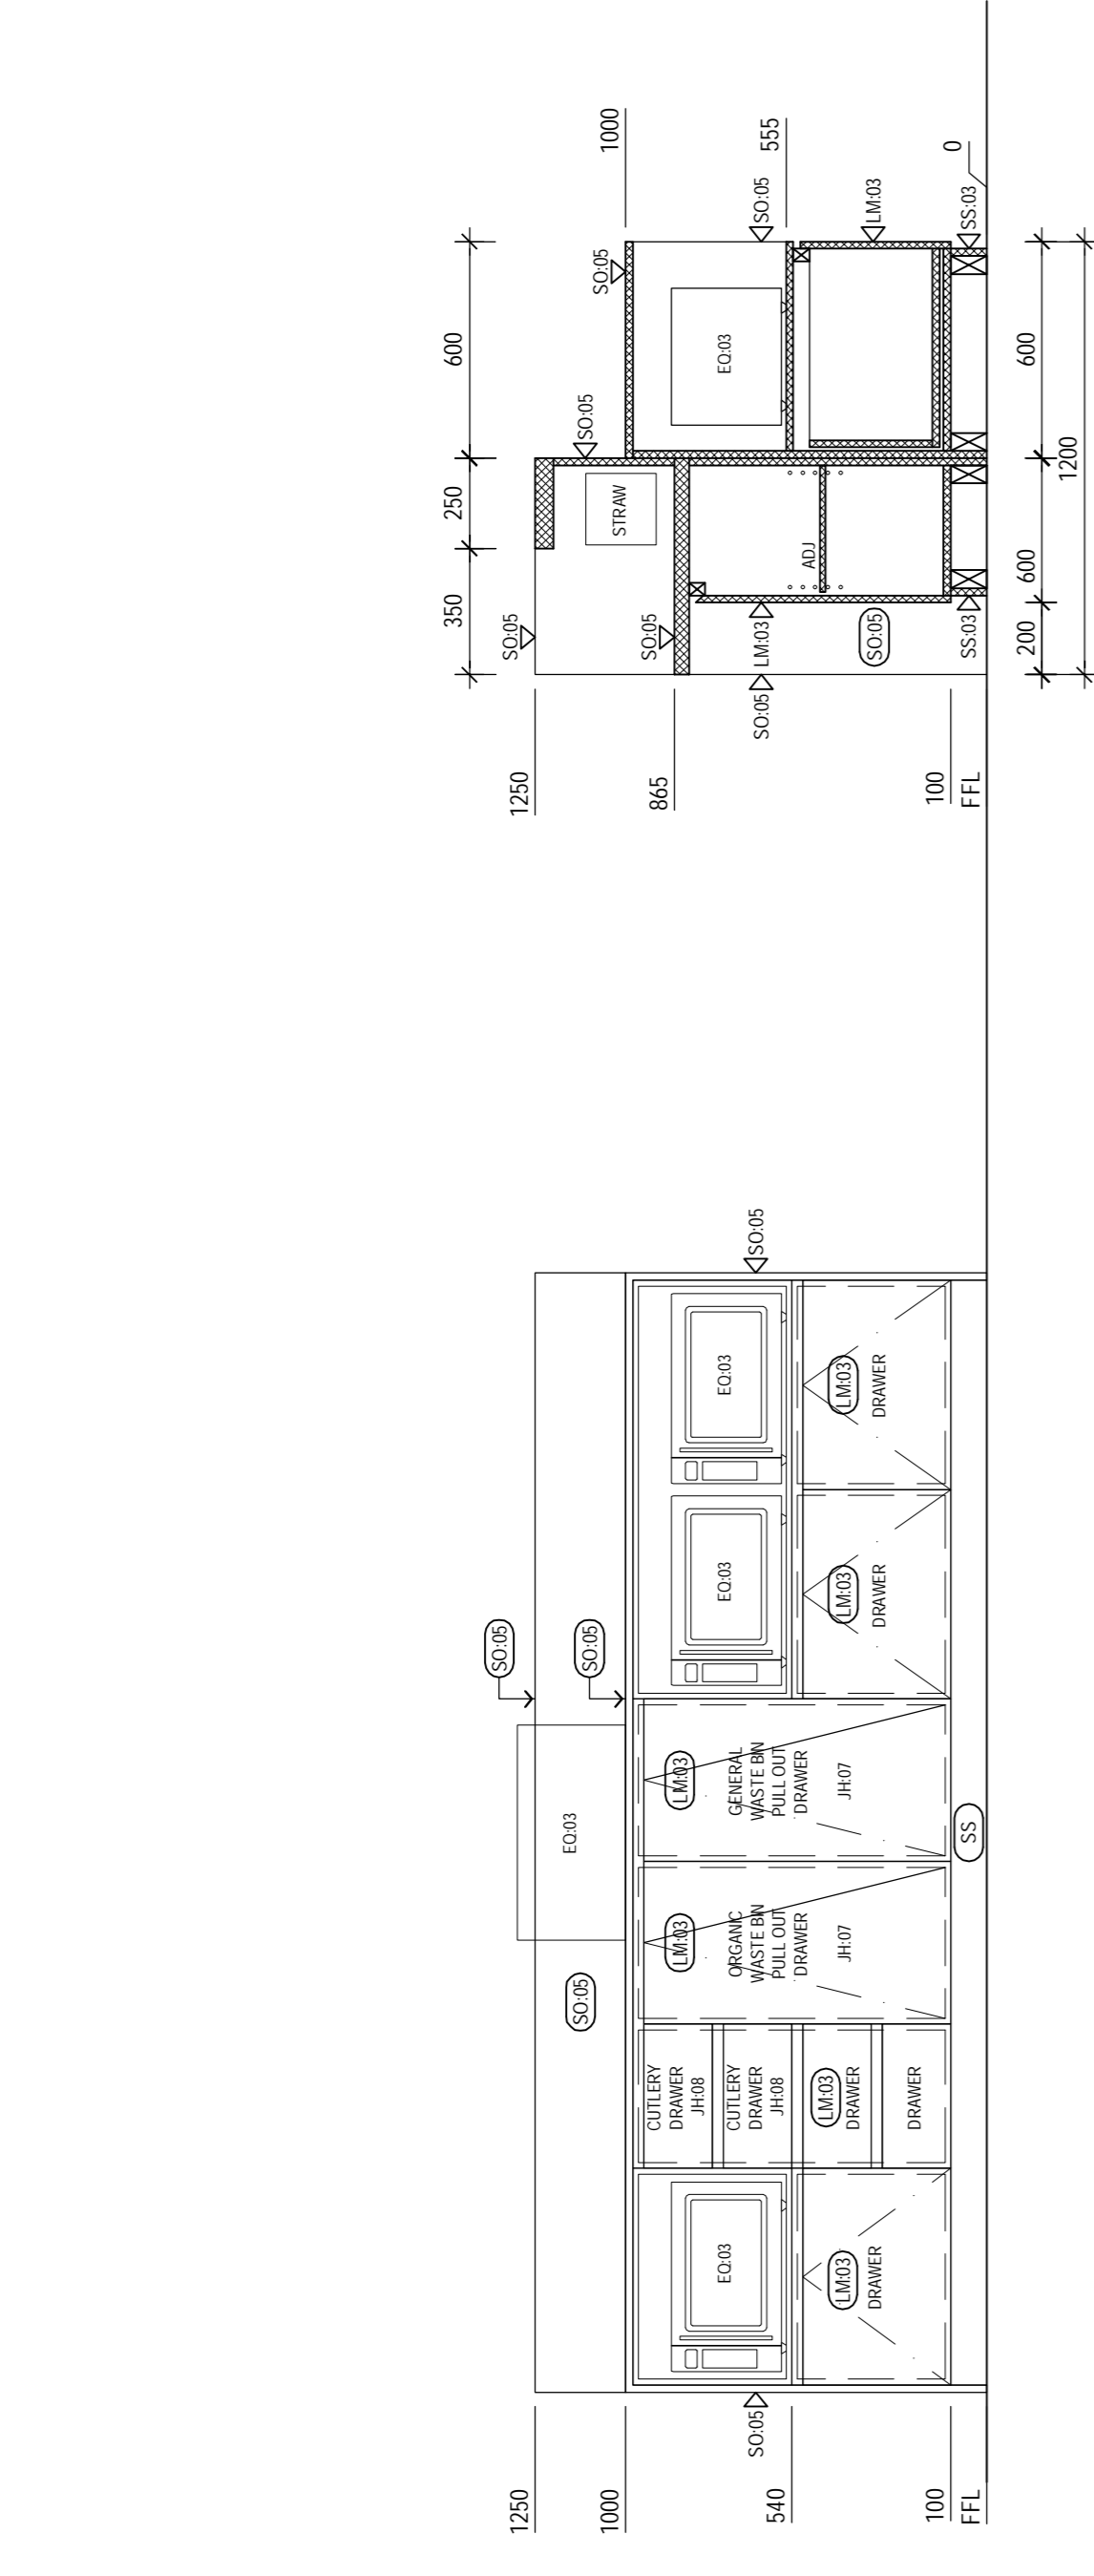 1250
1000
540
100
FFL
SO:05
EQ:03
LM:03
DRAWER
CUTLERY
DRAWER
JH:08
CUTLERY
DRAWER
JH:08
LM:03
DRAWER
DRAWER
SO:05
EQ:03
LM:03
ORGANIC
WASTE BIN
PULL OUT
DRAWER
JH:07
LM:03
GENERAL
WASTE BIN
PULL OUT
DRAWER
JH:07
SS
SO:05
SO:05
EQ:03
LM:03
DRAWER
EQ:03
LM:03
DRAWER
SO:05
1250
865
100
FFL
350
250
600
SO:05
SO:05
SO:05
LM:03
SO:05
SS:03
STRAW
ADJ
SO:05
SO:05
EQ:03
SO:05
LM:03
SS:03
1000
555
0
200
600
600
1200